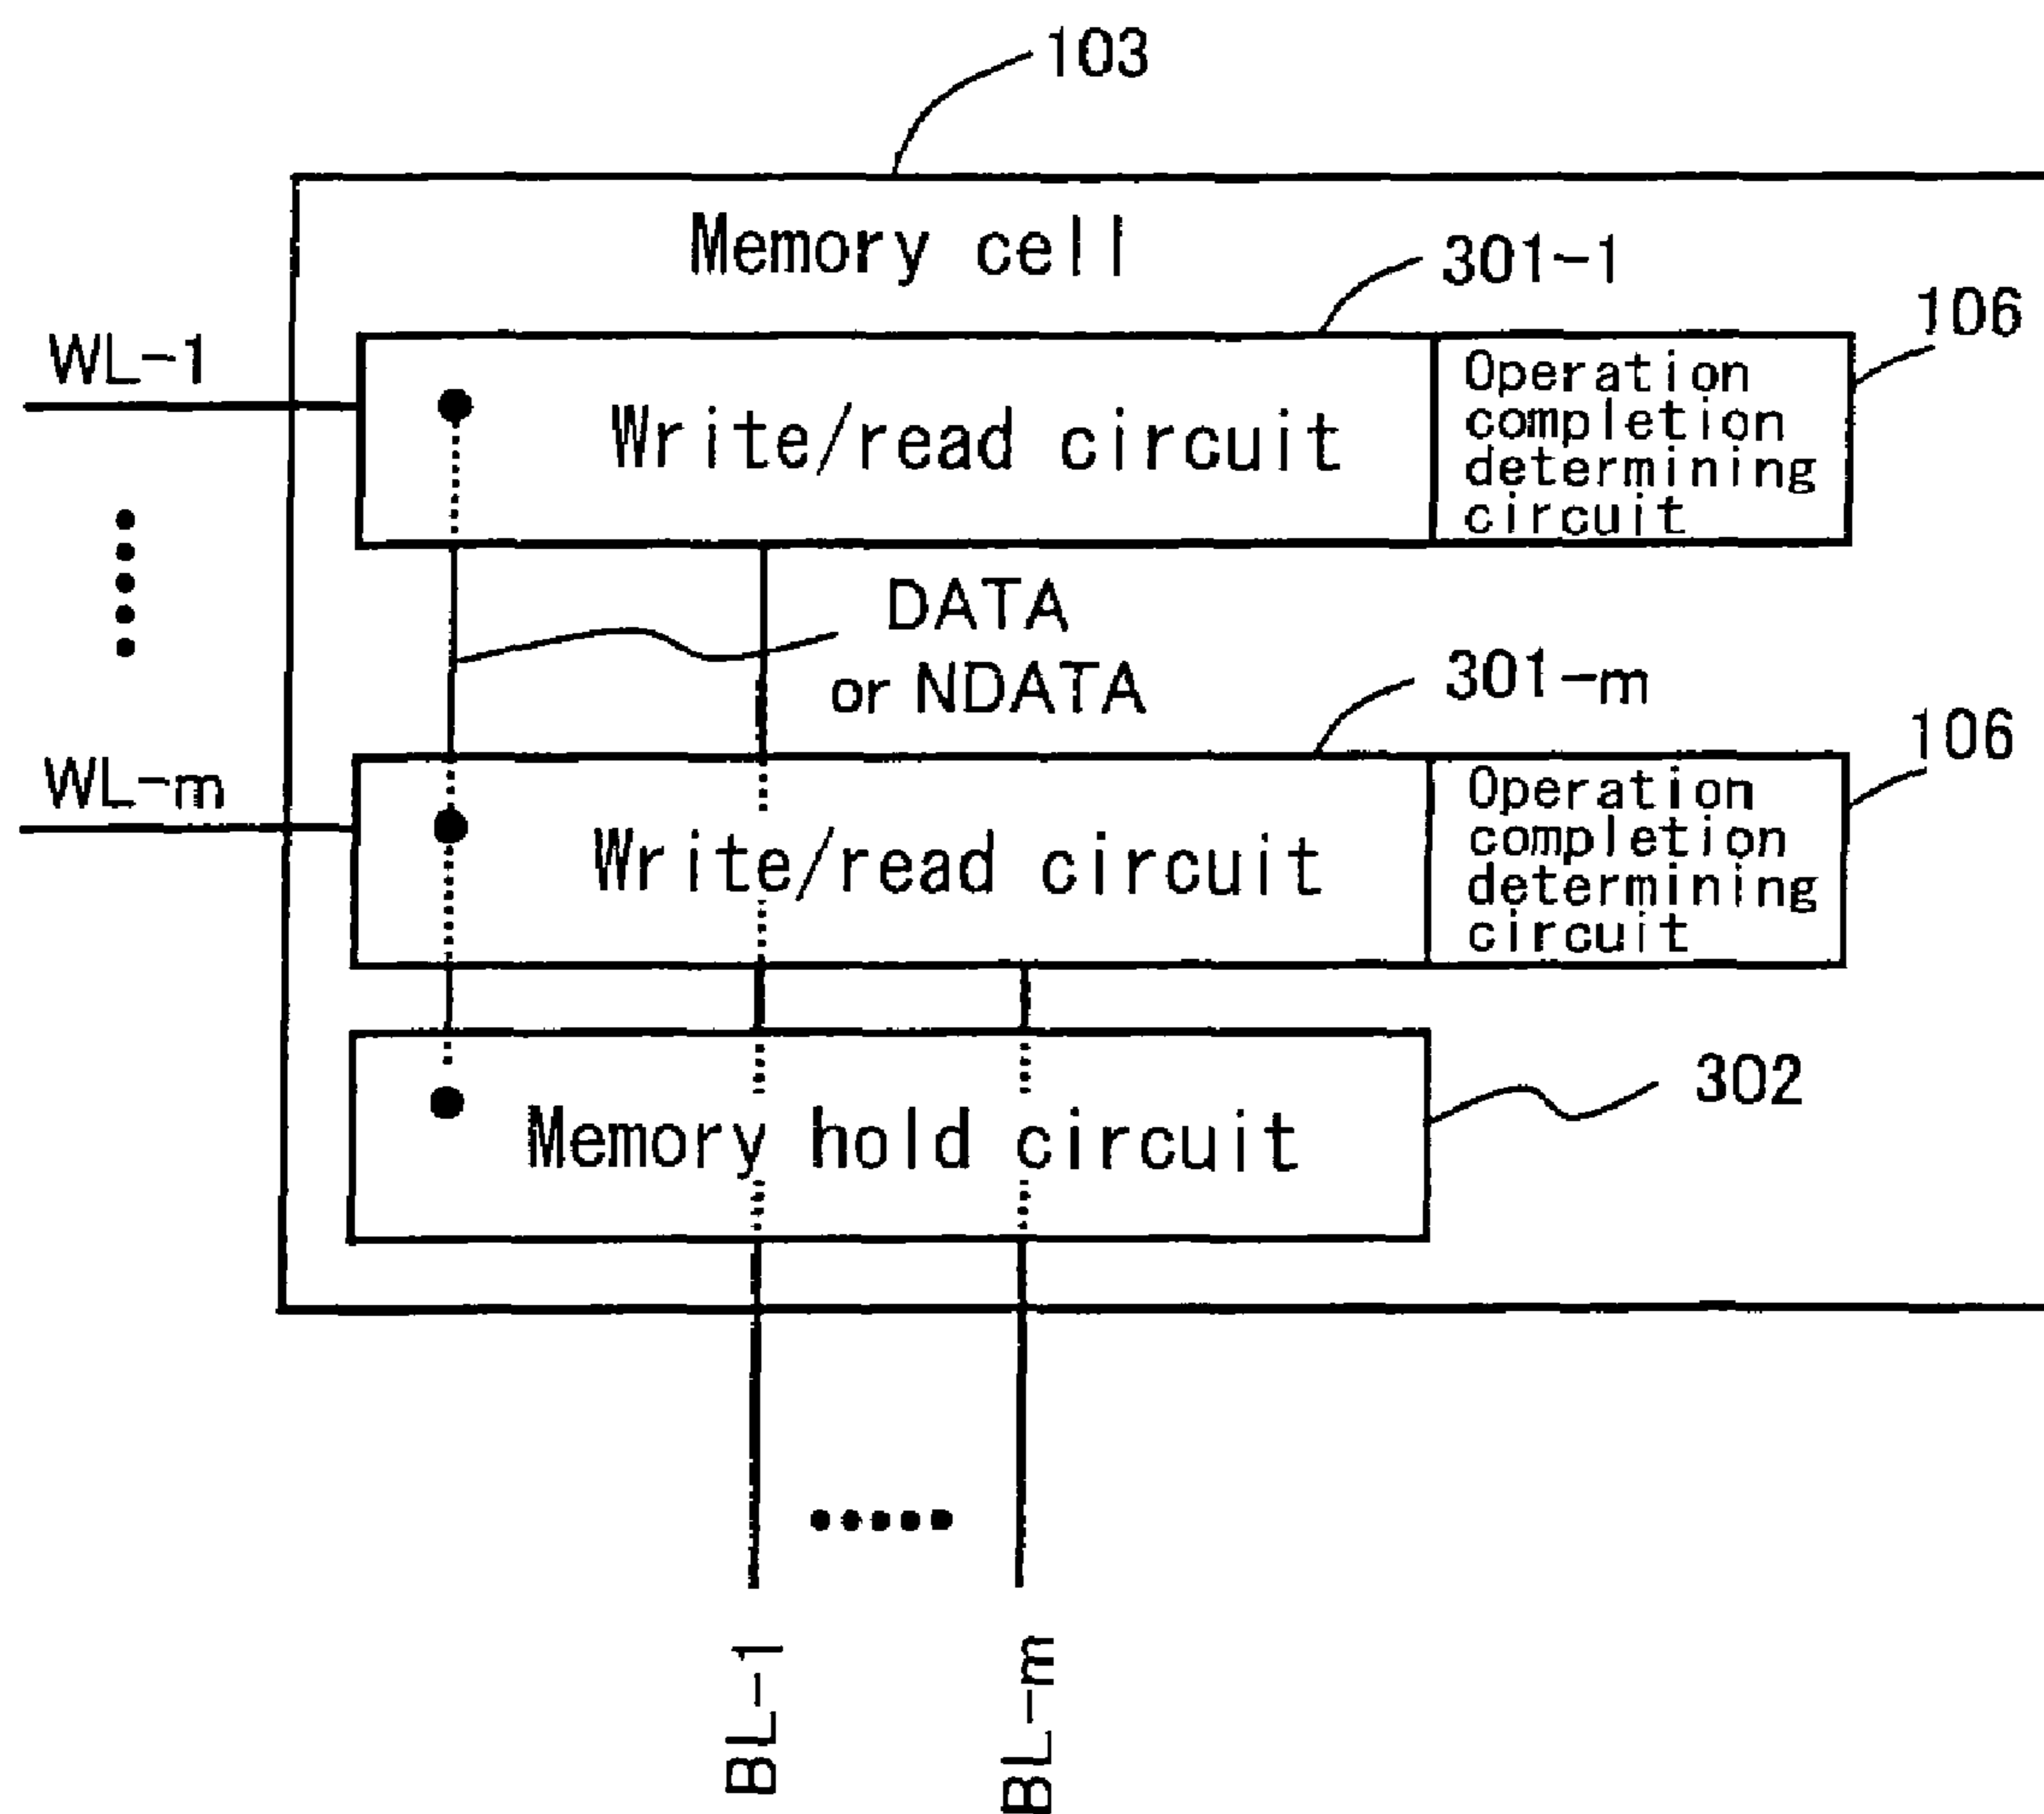 103
Memory cell
301-1
106
WL-1
Write/read circuit
Operation
completion
determining
circuit
DATA
or NDATA
301-m
106
WL-m
Write/read circuit
Operation
completion
determining
circuit
302
Memory hold circuit
BL-1
BL-m